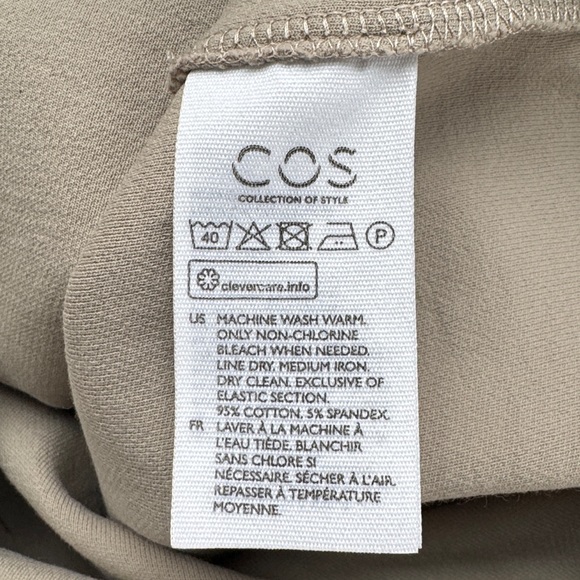 COS
COLLECTION OF STYLE
40 P
clevercare.info
US MACHINE WASH WARM.
ONLY NON-CHLORINE
BLEACH WHEN NEEDED.
LINE DRY. MEDIUM IRON.
DRY CLEAN. EXCLUSIVE OF
ELASTIC SECTION.
95% COTTON, 5% SPANDEX.
FR LAVER À LA MACHINE À
L'EAU TIÈDE. BLANCHIR
SANS CHLORE SI
NÉCESSAIRE. SÉCHER À L'AIR.
REPASSER À TEMPÉRATURE
MOYENNE.